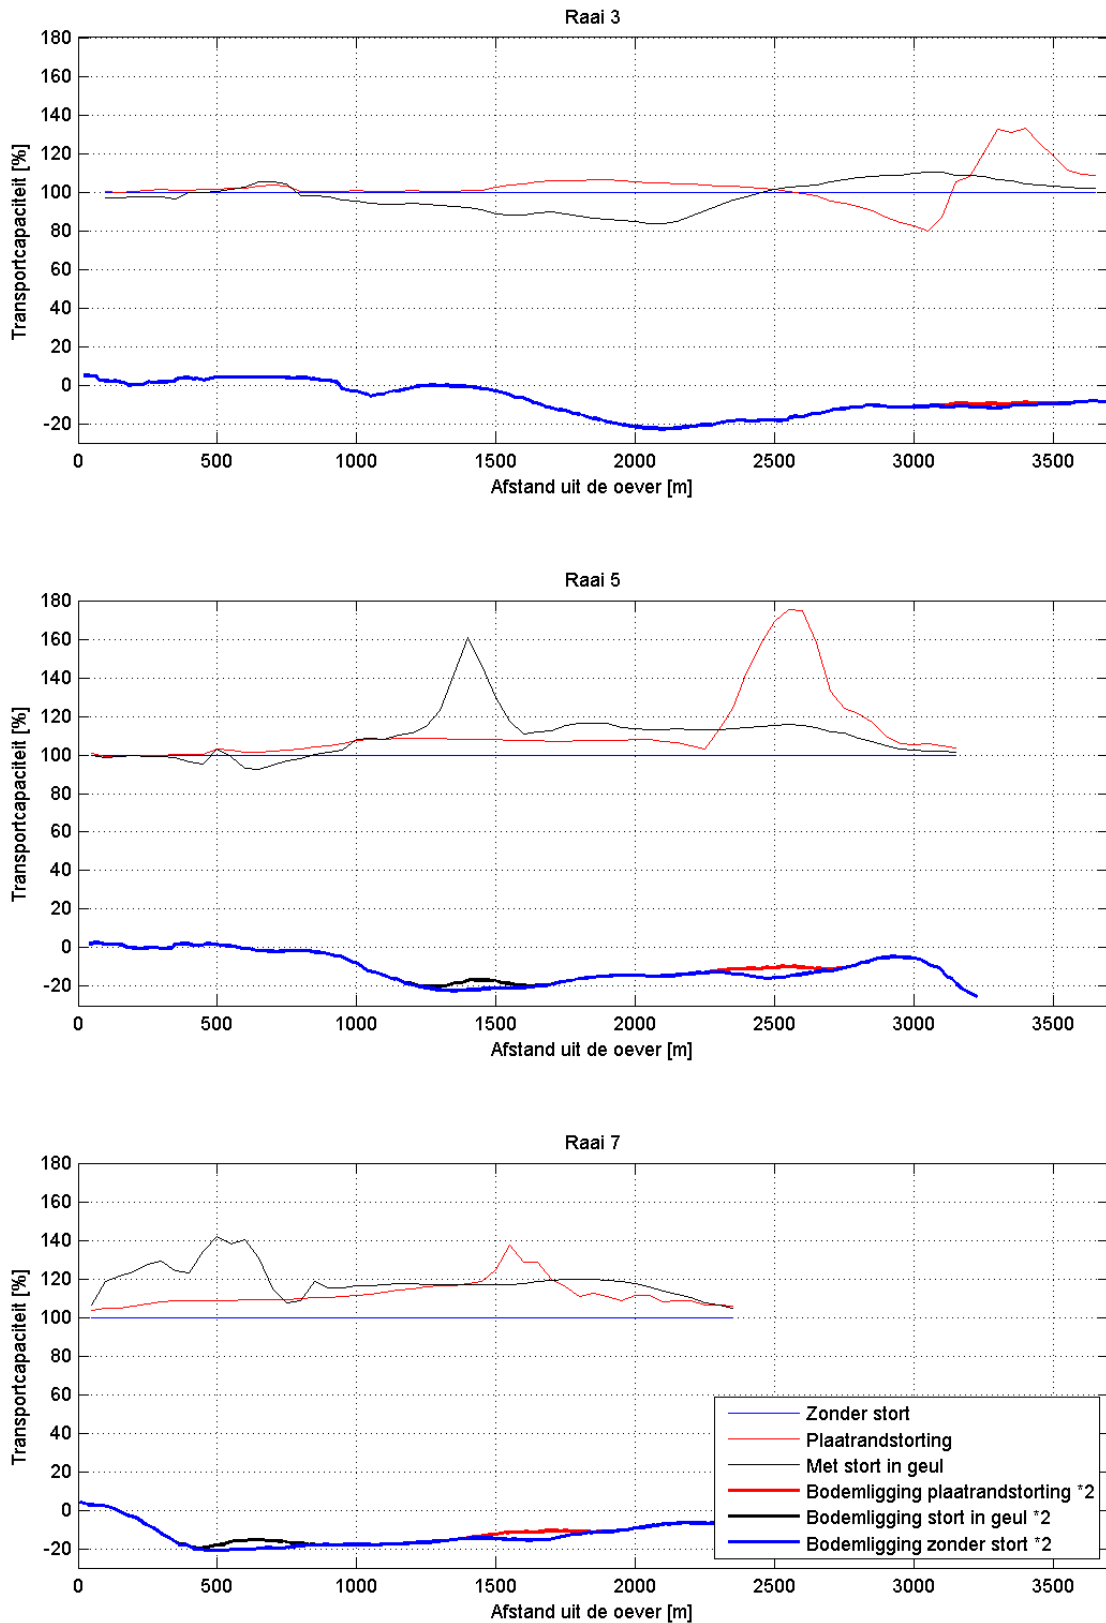 Raai 3
Transportcapaciteit [%]
180
160
140
120
100
80
60
40
20
0
-20
0 500 1000 1500 2000 2500 3000 3500
Afstand uit de oever [m]
Raai 5
Transportcapaciteit [%]
180
160
140
120
100
80
60
40
20
0
-20
0 500 1000 1500 2000 2500 3000 3500
Afstand uit de oever [m]
Raai 7
Transportcapaciteit [%]
180
160
140
120
100
80
60
40
20
0
-20
Zonder stort
Plaatrandstorting
Met stort in geul
Bodemligging plaatrandstorting *2
Bodemligging stort in geul *2
Bodemligging zonder stort *2
0 500 1000 1500 2000 2500 3000 3500
Afstand uit de oever [m]